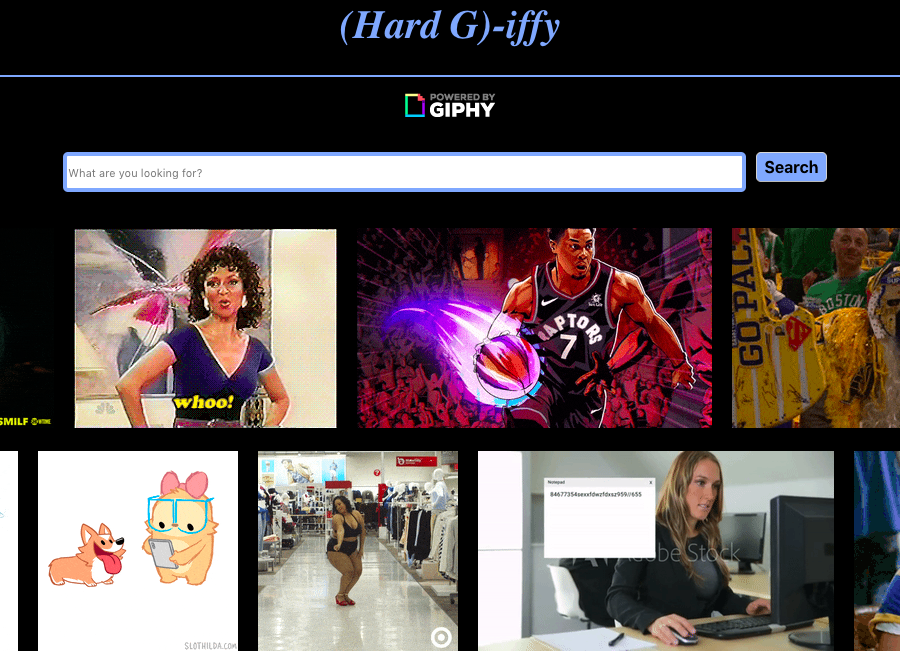 (Hard G)-iffy
POWERED BY
GIPHY
What are you looking for?
Search
SMILF SHOWTIME
whoo!
RAPTORS
7
GO PAC
BOSTON
Notepad x
84677354sexxfdwzfdxsz959//655
Adobe Stock
SLOTHILDA.COM